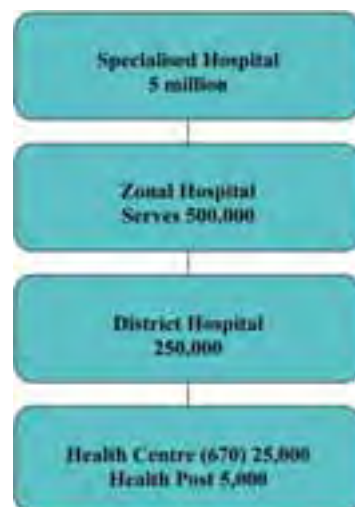 Specialised Hospital
5 million
Zonal Hospital
Serves 500,000
District Hospital
250,000
Health Centre (670) 25,000
Health Post 5,000